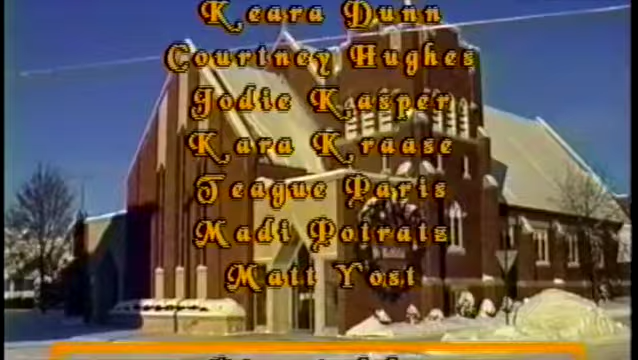 Keara Dunn
Courtney Hughes
Jodie Kasper
Kara Kraase
Teague Paris
Madi Potratz
Matt Yost